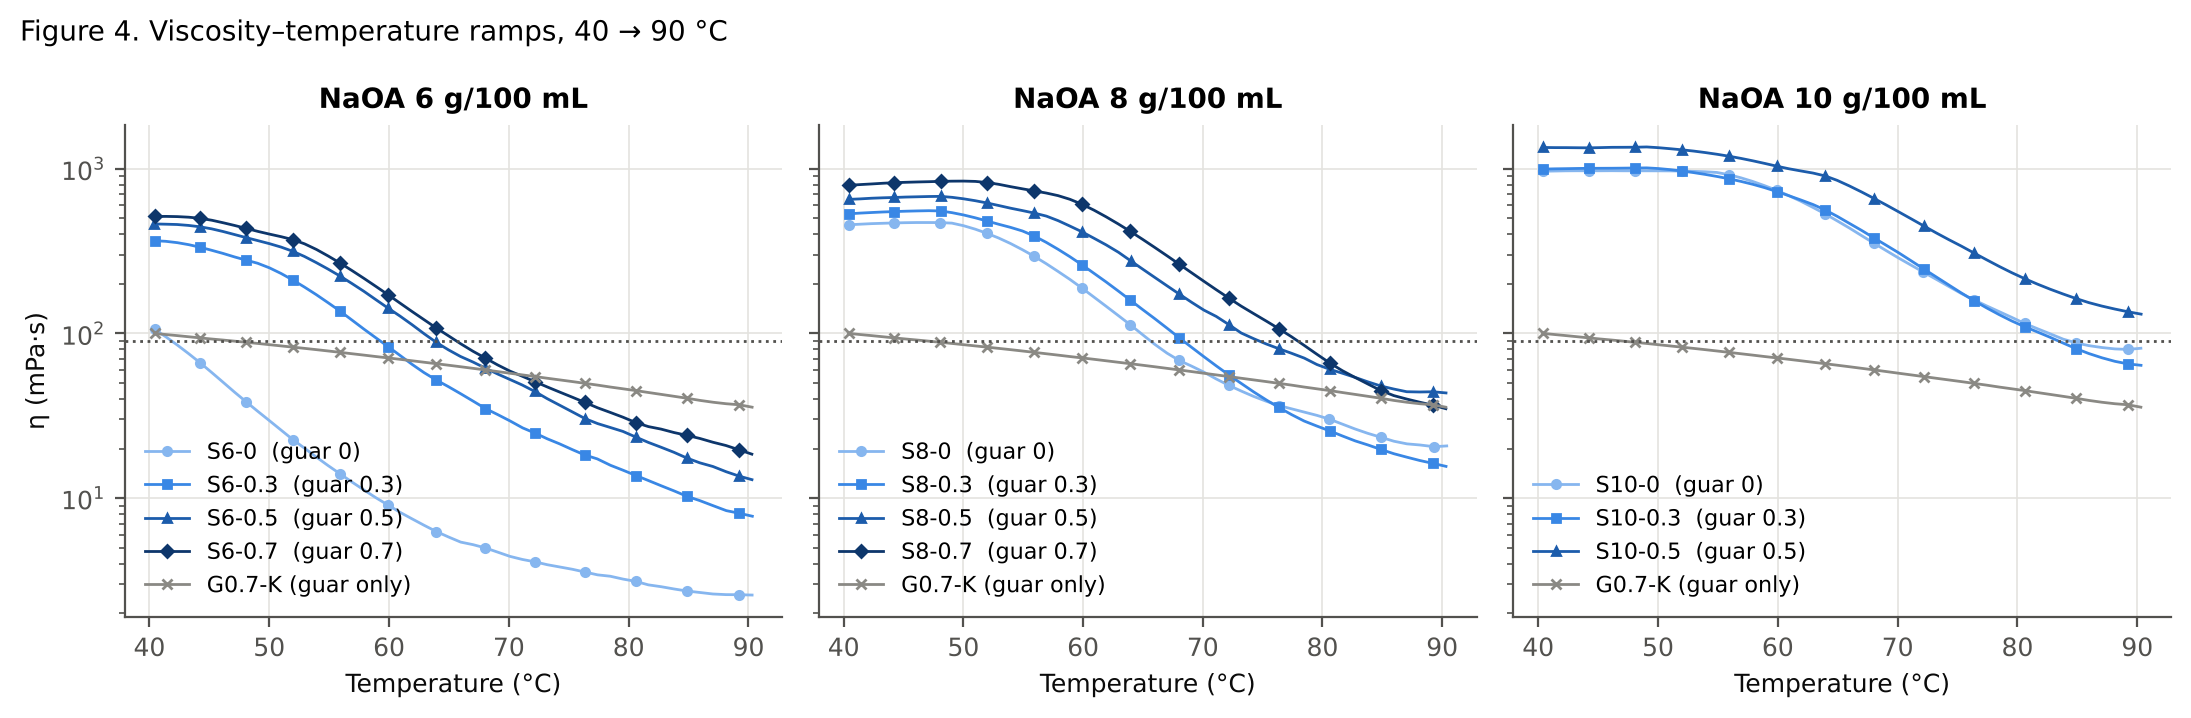 Figure 4. Viscosity–temperature ramps, 40 → 90 °C
NaOA 6 g/100 mL
NaOA 8 g/100 mL
NaOA 10 g/100 mL
η (mPa·s)
10³
10²
10¹
S6-0 (guar 0)
S6-0.3 (guar 0.3)
S6-0.5 (guar 0.5)
S6-0.7 (guar 0.7)
G0.7-K (guar only)
40 50 60 70 80 90
Temperature (°C)
S8-0 (guar 0)
S8-0.3 (guar 0.3)
S8-0.5 (guar 0.5)
S8-0.7 (guar 0.7)
G0.7-K (guar only)
40 50 60 70 80 90
Temperature (°C)
S10-0 (guar 0)
S10-0.3 (guar 0.3)
S10-0.5 (guar 0.5)
G0.7-K (guar only)
40 50 60 70 80 90
Temperature (°C)